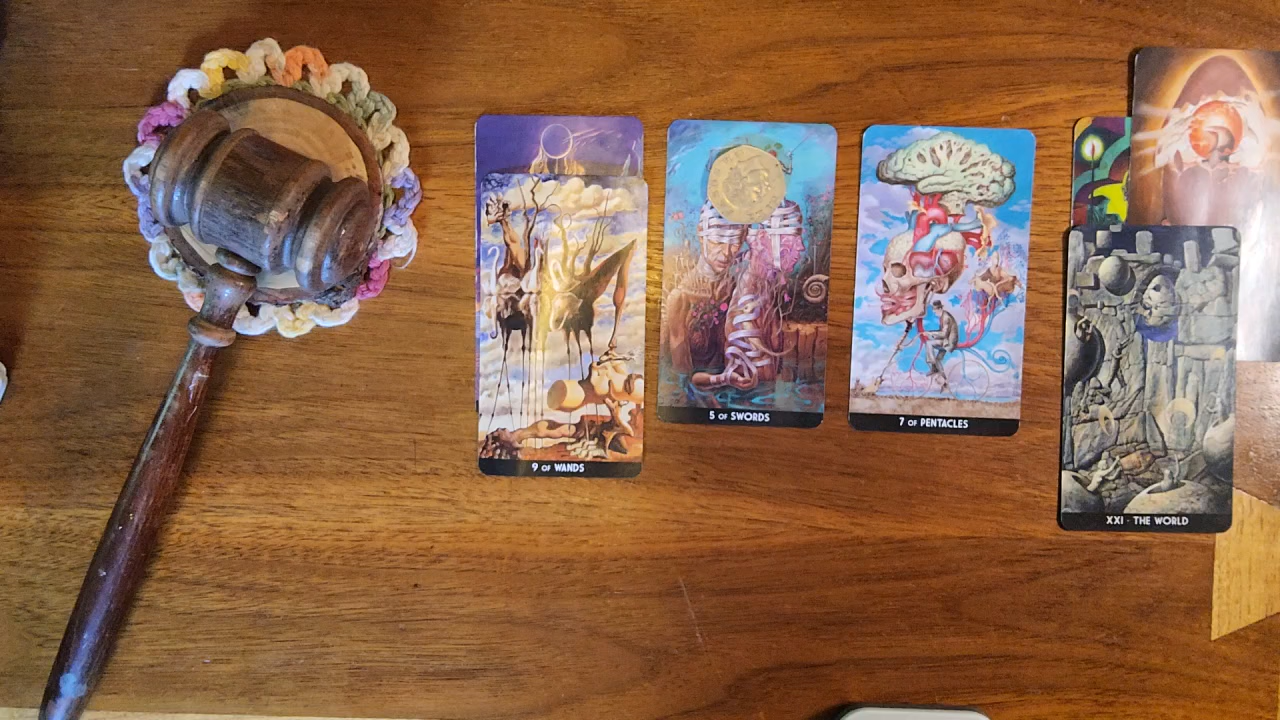 9 OF WANDS
5 OF SWORDS
7 OF PENTACLES
XXI - THE WORLD